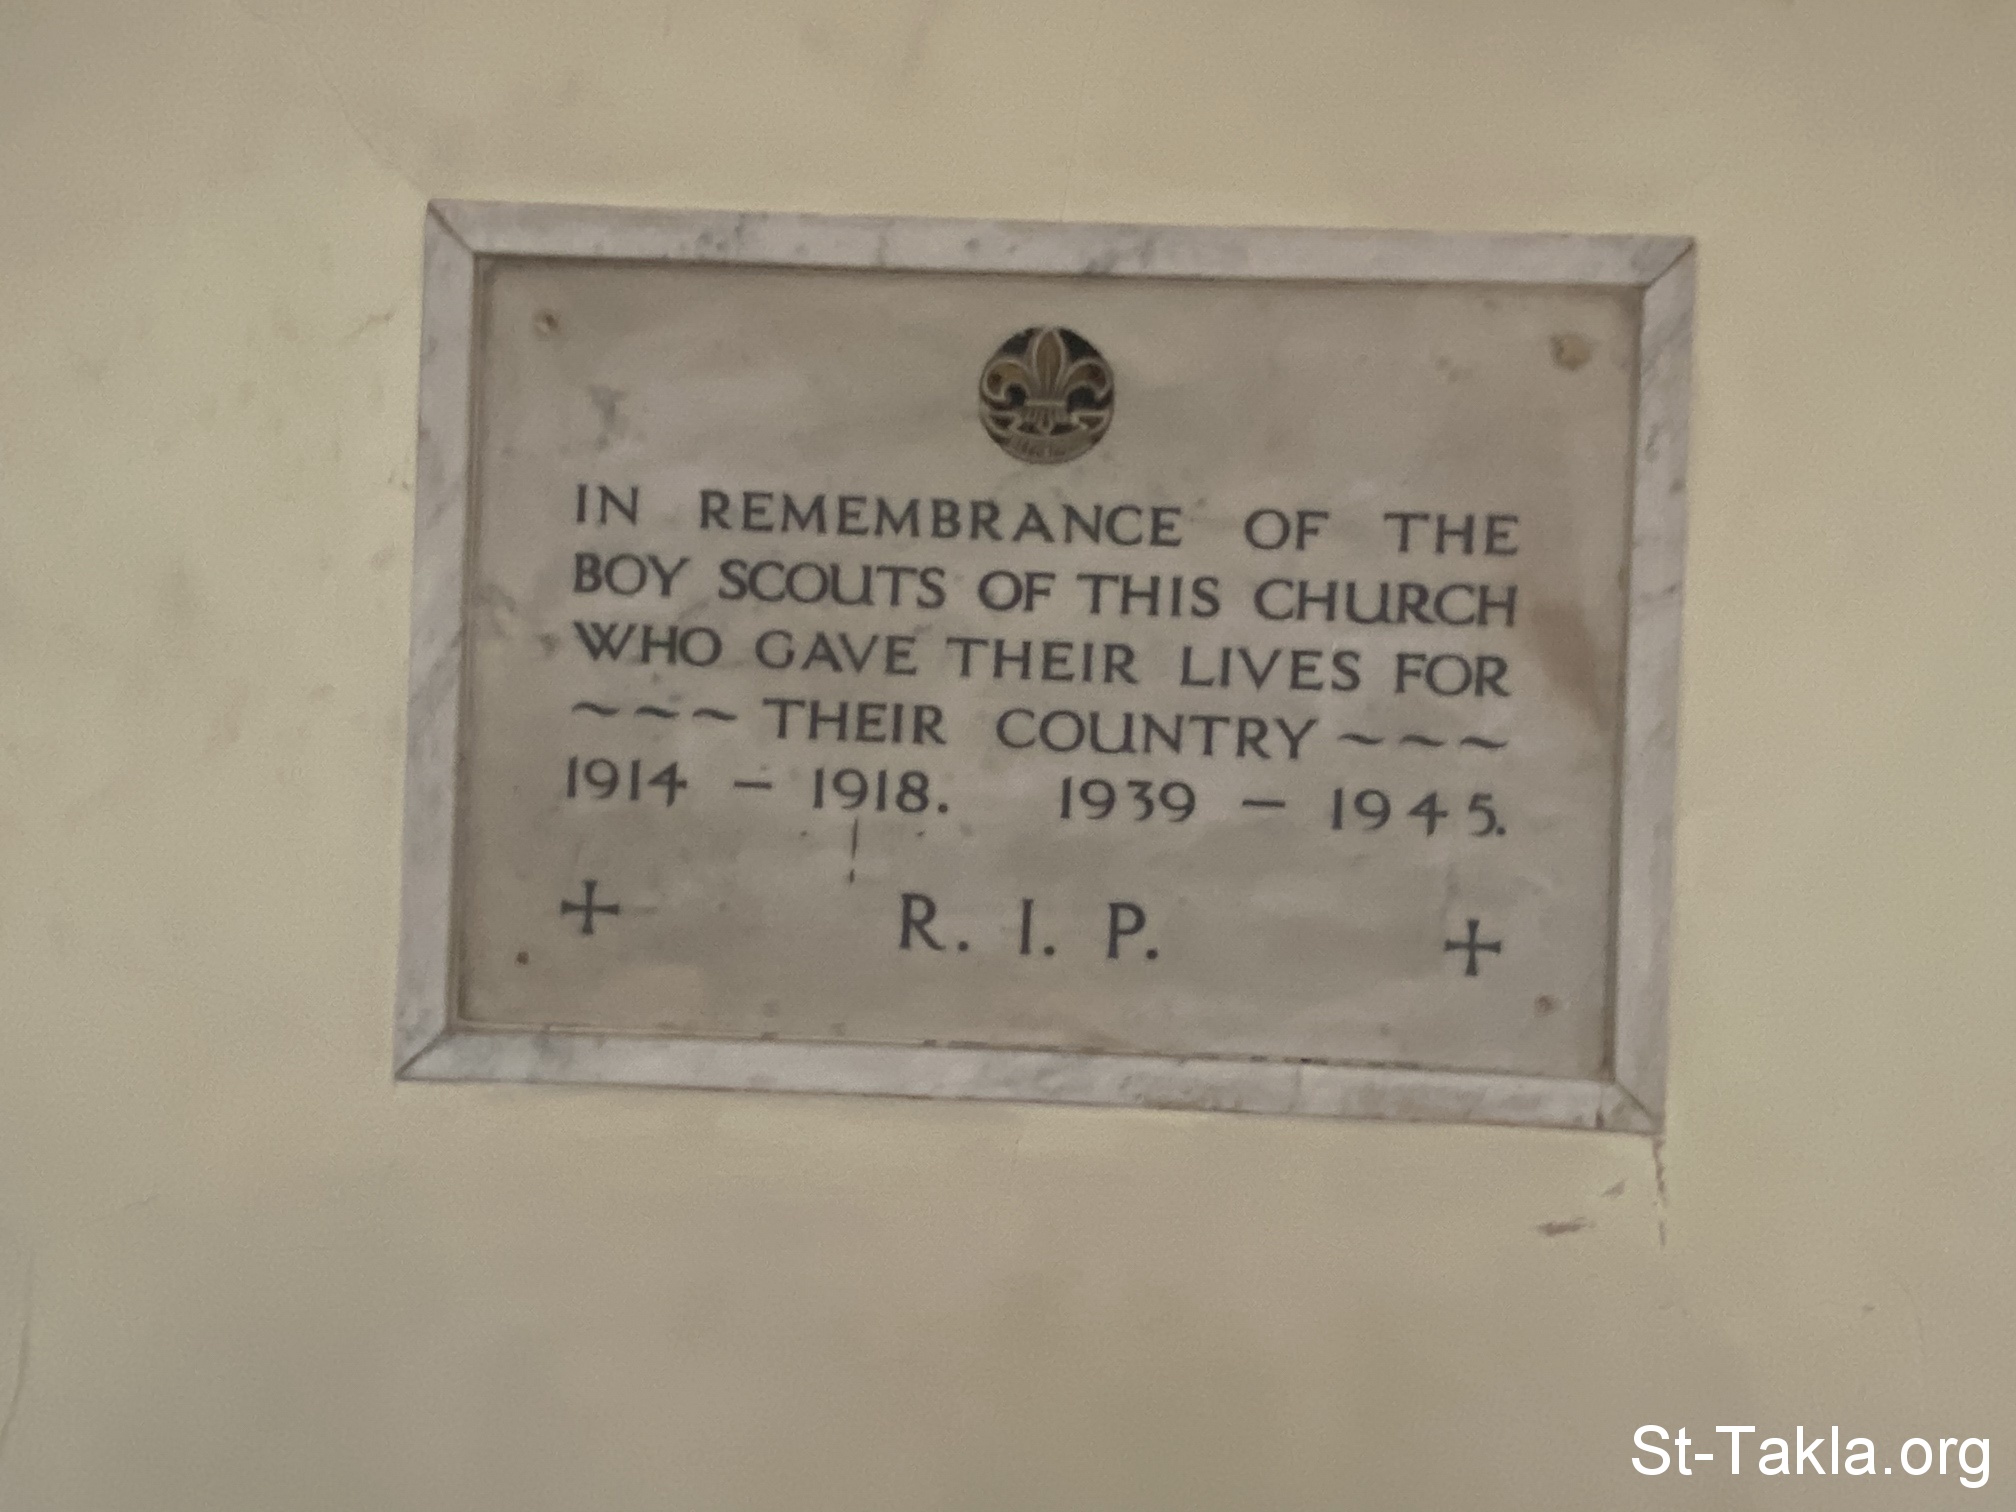 IN REMEMBRANCE OF THE
BOY SCOUTS OF THIS CHURCH
WHO GAVE THEIR LIVES FOR
~~~ THEIR COUNTRY ~~~
1914 – 1918. 1939 – 1945.
+ R. I. P. +
St-Takla.org